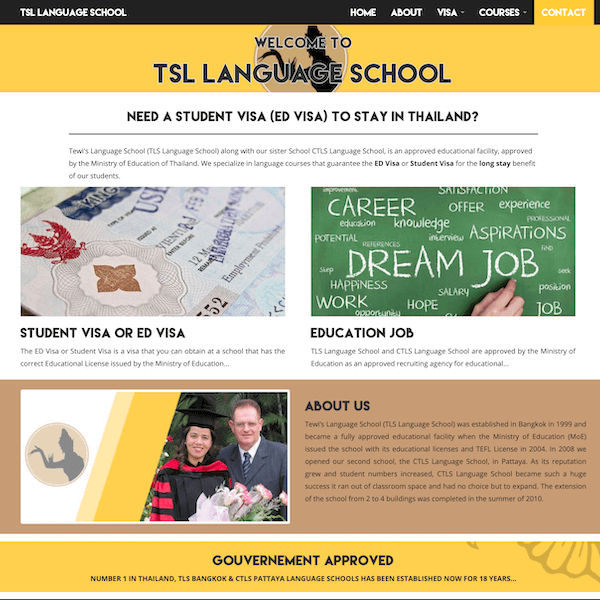 TSL LANGUAGE SCHOOL
HOME ABOUT VISA COURSES CONTACT
WELCOME TO
TSL LANGUAGE SCHOOL
NEED A STUDENT VISA (ED VISA) TO STAY IN THAILAND?
Tewi's Language School (TLS Language School) along with our sister School CTLS Language School, is an approved educational facility, approved
by the Ministry of Education of Thailand. We specialize in language courses that guarantee the ED Visa or Student Visa for the long stay benefit
of our students.
12 Ma
Employment Prohibited
SATISFACTION
CAREER OFFER experience
education knowledge PROFESSIONAL
POTENTIAL interview ASPIRATIONS
REFERENCES FIND
Step DREAM JOB seek
HAPPINESS SALARY position
WORK opportunity HOPE JOB
STUDENT VISA OR ED VISA
The ED Visa or Student Visa is a visa that you can obtain at a school that has the
correct Educational License issued by the Ministry of Education...
EDUCATION JOB
TLS Language School and CTLS Language School are approved by the Ministry of
Education as an approved recruiting agency for educational...
ABOUT US
Tewi's Language School (TLS Language School) was established in Bangkok in 1999 and
became a fully approved educational facility when the Ministry of Education (MoE)
issued the school with its educational licenses and TEFL License in 2004. In 2008 we
opened our second school, the CTLS Language School, in Pattaya. As its reputation
grew and student numbers increased, CTLS Language School became such a huge
success it ran out of classroom space and had no choice but to expand. The extension
of the school from 2 to 4 buildings was completed in the summer of 2010.
GOUVERNEMENT APPROVED
NUMBER 1 IN THAILAND, TLS BANGKOK & CTLS PATTAYA LANGUAGE SCHOOLS HAS BEEN ESTABLISHED NOW FOR 18 YEARS...